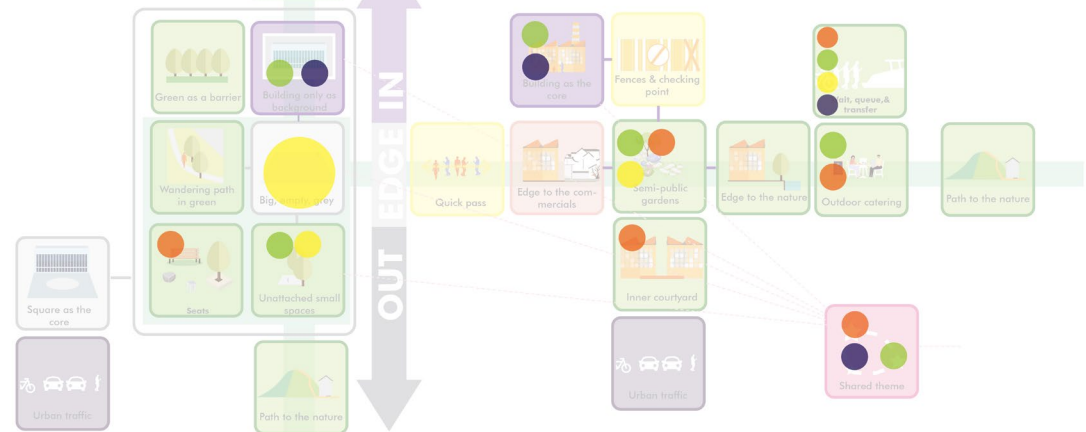 Green as a barrier
Building only as
background
Wandering path
in green
Big, empty, grey
Seats
Unattached small
spaces
Square as the
core
Urban traffic
Path to the nature
IN
EDGE
OUT
Quick pass
Building as the
core
Fences & checking
point
Edge to the com-
mercials
Semi-public
gardens
Edge to the nature
Inner courtyard
Urban traffic
Wait, queue,&
transfer
Outdoor catering
Path to the nature
Shared theme